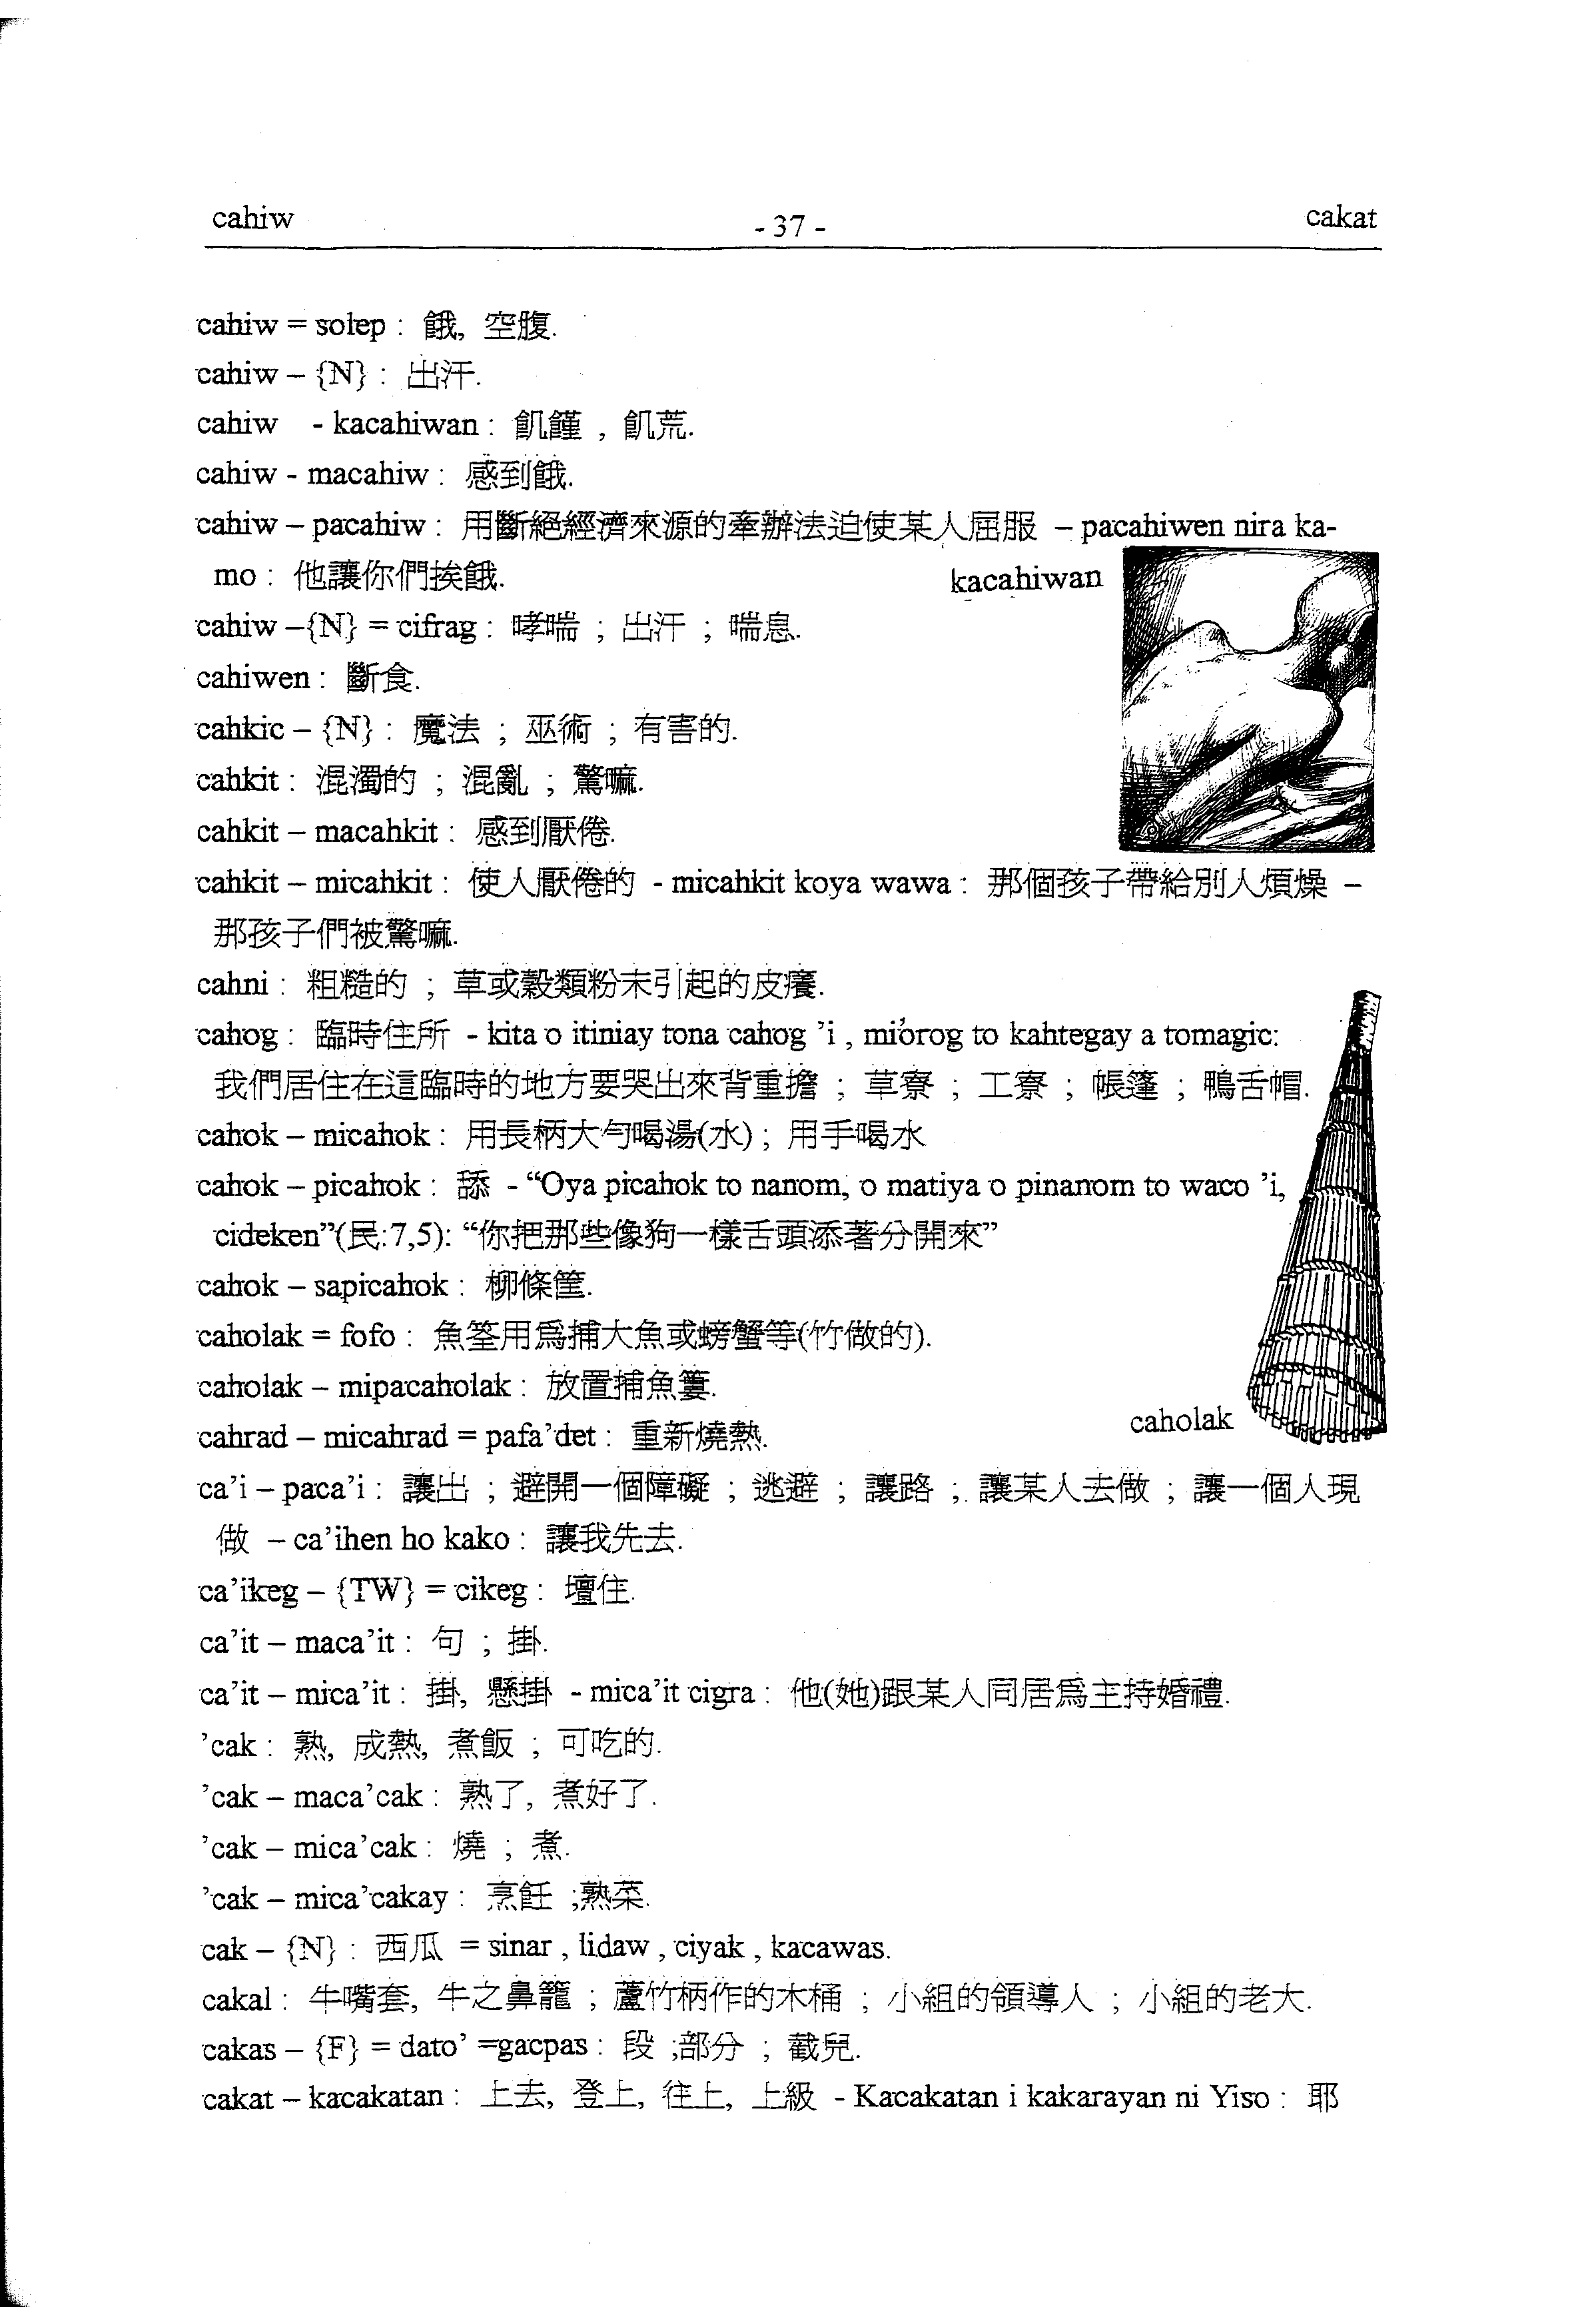 cahiw - 37 - cakat
cahiw = solep : 餓, 空腹.
cahiw – {N} : 出汗.
cahiw - kacahiwan : 飢饉 , 飢荒.
cahiw - macahiw : 感到餓.
cahiw – pacahiw : 用斷絕經濟來源的牽辦法迫使某人屈服 – pacahiwen nira ka-
mo : 他讓你們挨餓.
kacahiwan
cahiw –{N} = cifrag : 哮喘 ; 出汗 ; 喘息.
cahiwen : 斷食.
cahkic – {N} : 魔法 ; 巫術 ; 有害的.
cahkit : 混濁的 ; 混亂 ; 驚嚇.
cahkit – macahkit : 感到厭倦.
cahkit – micahkit : 使人厭倦的 - micahkit koya wawa : 那個孩子帶給別人煩燥 –
那孩子們被驚嚇.
cahni : 粗糙的 ; 草或穀類粉末引起的皮癢.
cahog : 臨時住所 - kita o itiniay tona cahog ’i , mi’orog to kahtegay a tomagic:
我們居住在這臨時的地方要哭出來背重擔 ; 草寮 ; 工寮 ; 帳篷 ; 鴨舌帽.
cahok – micahok : 用長柄大勺喝湯(水) ; 用手喝水
cahok – picahok : 舔 - “Oya picahok to nanom, o matiya o pinanom to waco ’i,
cideken”(民:7,5): “你把那些像狗一樣舌頭添著分開來”
cahok – sapicahok : 柳條筐.
caholak = fofo : 魚筌用爲捕大魚或螃蟹等(竹做的).
caholak – mipacaholak : 放置捕魚簍.
caholak
cahrad – micahrad = pafa’det : 重新燒熱.
ca’i – paca’i : 讓出 ; 避開一個障礙 ; 逃避 ; 讓路 ; 讓某人去做 ; 讓一個人現
做 – ca’ihen ho kako : 讓我先去.
ca’ikeg – {TW} = cikeg : 壇住.
ca’it – maca’it : 句 ; 掛.
ca’it – mica’it : 掛, 懸掛 - mica’it cigra : 他(她)跟某人同居爲主持婚禮.
’cak : 熟, 成熱, 煮飯 ; 可吃的.
’cak – maca’cak : 熟了, 煮好了.
’cak – mica’cak : 燒 ; 煮.
’cak – mica’cakay : 烹飪 ;熟菜.
cak – {N} : 西瓜 = sinar , lidaw , ciyak , kacawas.
cakal : 牛嘴套, 牛之鼻籠 ; 蘆竹柄作的木桶 ; 小組的領導人 ; 小組的老大.
cakas – {F} = dato’ =gacpas : 段 ;部分 ; 截兒.
cakat – kacakatan : 上去, 登上, 往上, 上級 - Kacakatan i kakarayan ni Yiso : 耶